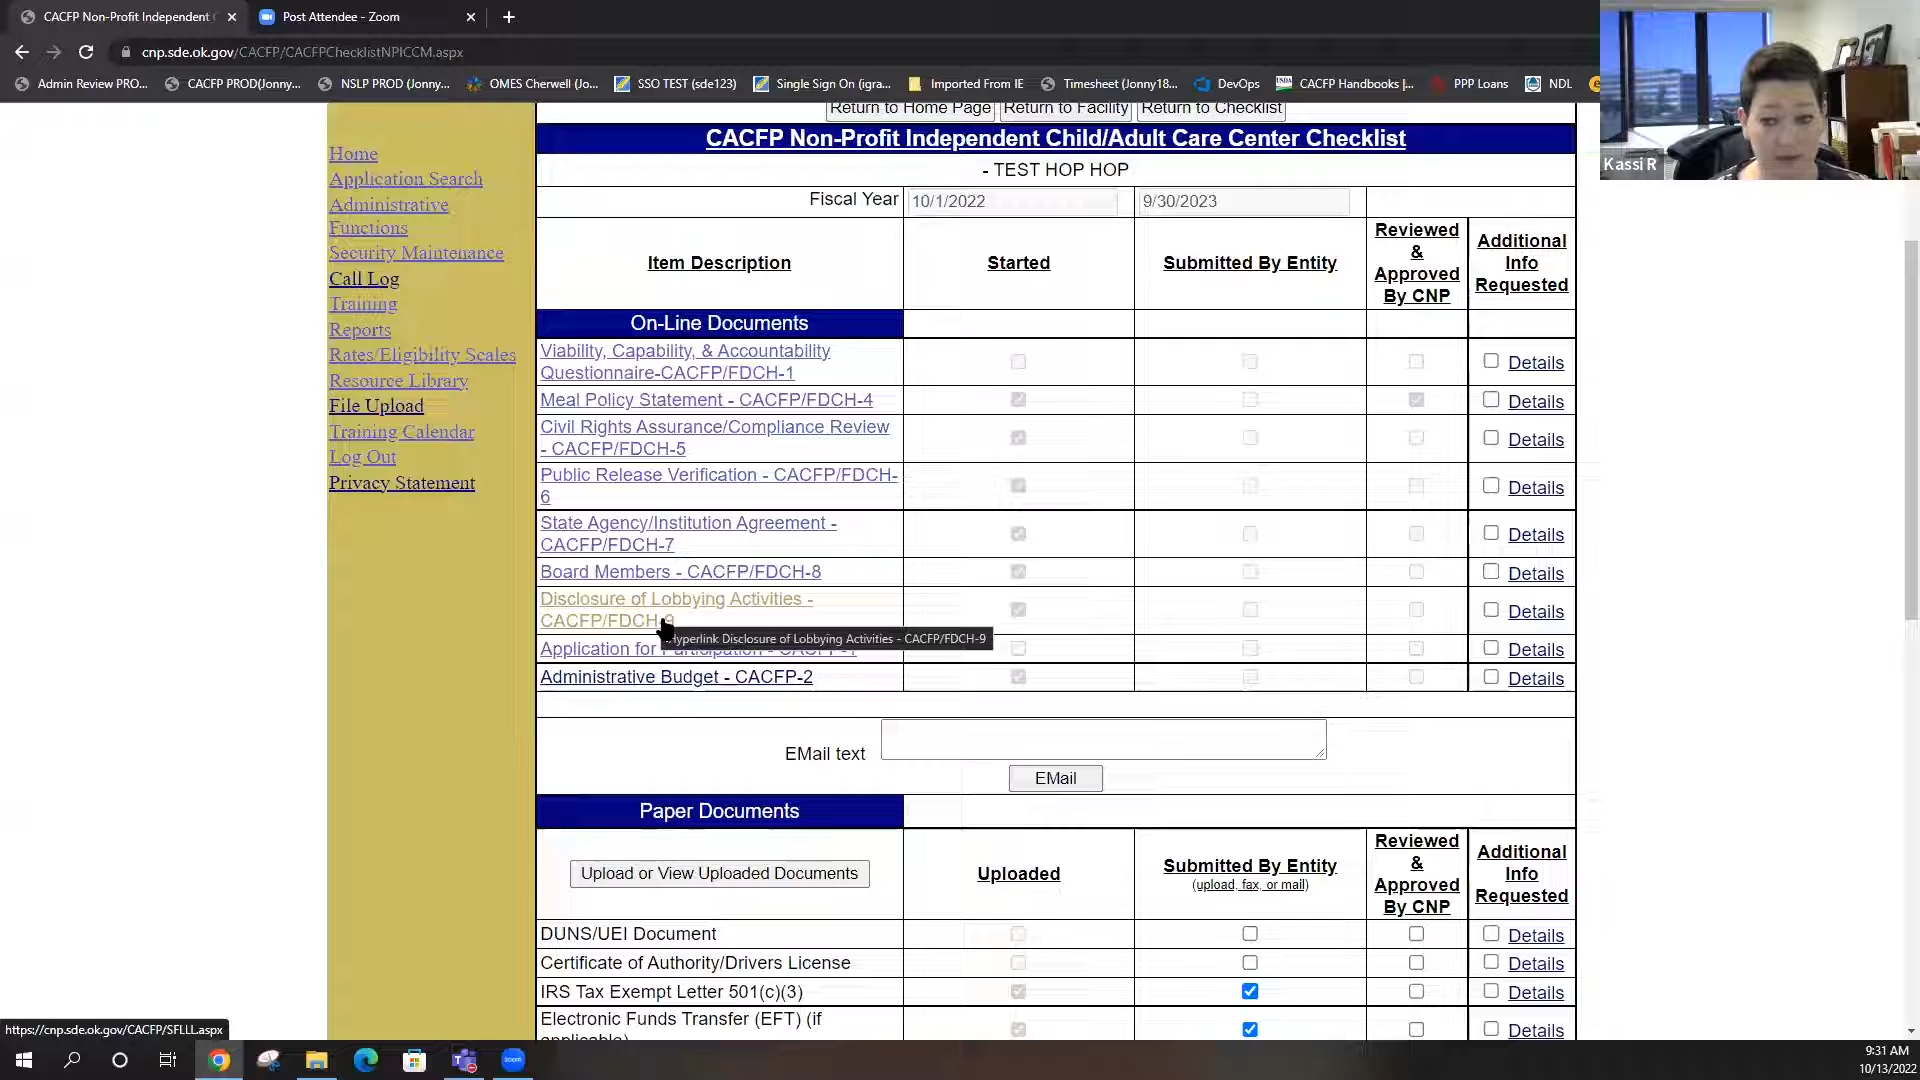 CACFP Non-Profit Independent C
Post Attendee - Zoom
cnp.sde.ok.gov/CACFP/CACFPChecklistNPICCM.aspx
Admin Review PRO...
CACFP PROD(Jonny...
NSLP PROD (Jonny...
OMES Cherwell (Jo...
SSO TEST (sde123)
Single Sign On (igra...
Imported From IE
Timesheet (Jonny18...
DevOps
CACFP Handbooks |...
PPP Loans
NDL
Kassi R
Home
Application Search
Administrative
Functions
Security Maintenance
Call Log
Training
Reports
Rates/Eligibility Scales
Resource Library
File Upload
Training Calendar
Log Out
Privacy Statement
Return to Home Page Return to Facility Return to Checklist
CACFP Non-Profit Independent Child/Adult Care Center Checklist
- TEST HOP HOP
Fiscal Year 10/1/2022 9/30/2023
Item Description
Started
Submitted By Entity
Reviewed
&
Approved
By CNP
Additional
Info
Requested
On-Line Documents
Viability, Capability, & Accountability
Questionnaire-CACFP/FDCH-1
Details
Meal Policy Statement - CACFP/FDCH-4
Details
Civil Rights Assurance/Compliance Review
- CACFP/FDCH-5
Details
Public Release Verification - CACFP/FDCH-
6
Details
State Agency/Institution Agreement -
CACFP/FDCH-7
Details
Board Members - CACFP/FDCH-8
Details
Disclosure of Lobbying Activities -
CACFP/FDCH-9
Details
Hyperlink Disclosure of Lobbying Activities - CACFP/FDCH-9
Application for Participation - CACFP-1
Details
Administrative Budget - CACFP-2
Details
EMail text
EMail
Paper Documents
Upload or View Uploaded Documents
Uploaded
Submitted By Entity
(upload, fax, or mail)
Reviewed
&
Approved
By CNP
Additional
Info
Requested
DUNS/UEI Document
Details
Certificate of Authority/Drivers License
Details
IRS Tax Exempt Letter 501(c)(3)
Details
Electronic Funds Transfer (EFT) (if
applicable)
Details
https://cnp.sde.ok.gov/CACFP/SFLLL.aspx
zoom
9:31 AM
10/13/2022